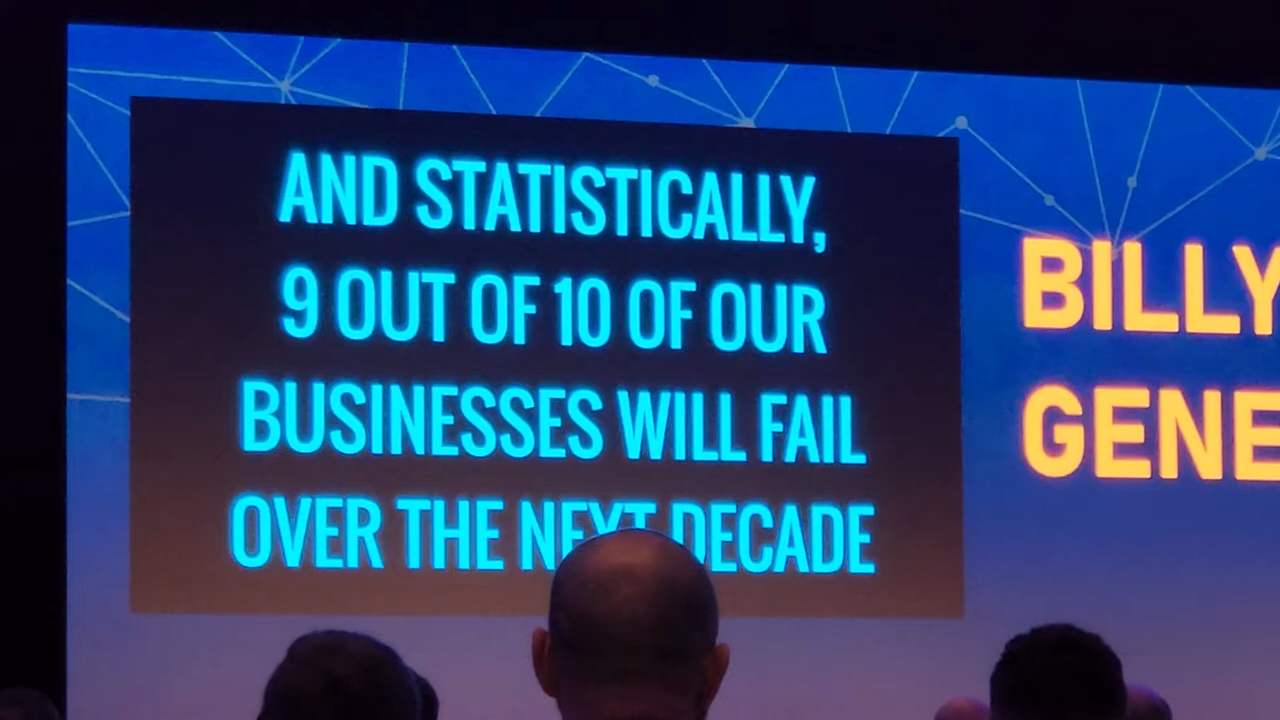 AND STATISTICALLY,
9 OUT OF 10 OF OUR
BUSINESSES WILL FAIL
OVER THE NEXT DECADE
BILLY
GENE